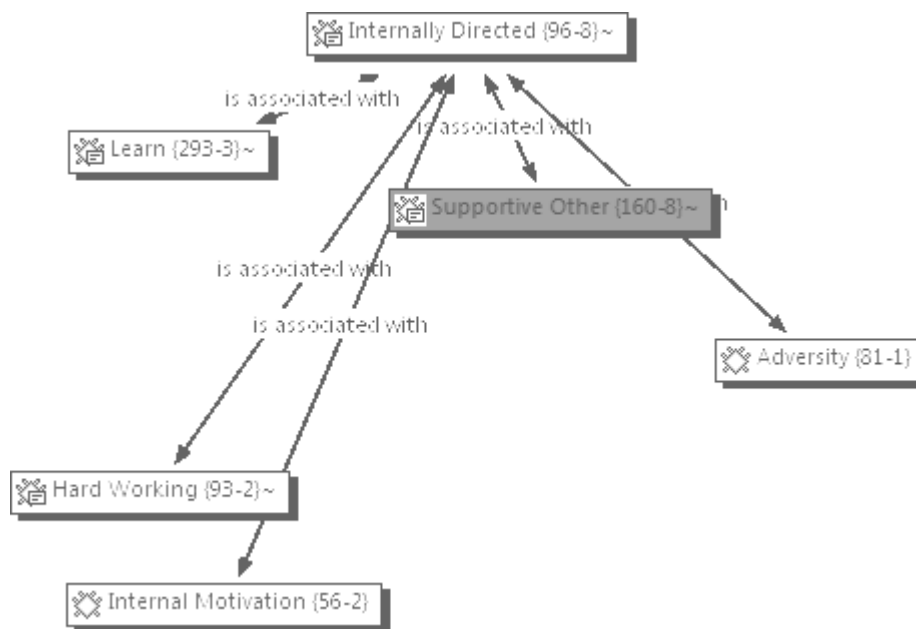 Internally Directed {96-8}~
is associated with
is associated with
Learn {293-3}~
Supportive Other {160-8}~
is associated with
is associated with
Adversity {81-1}
Hard Working {93-2}~
Internal Motivation {56-2}